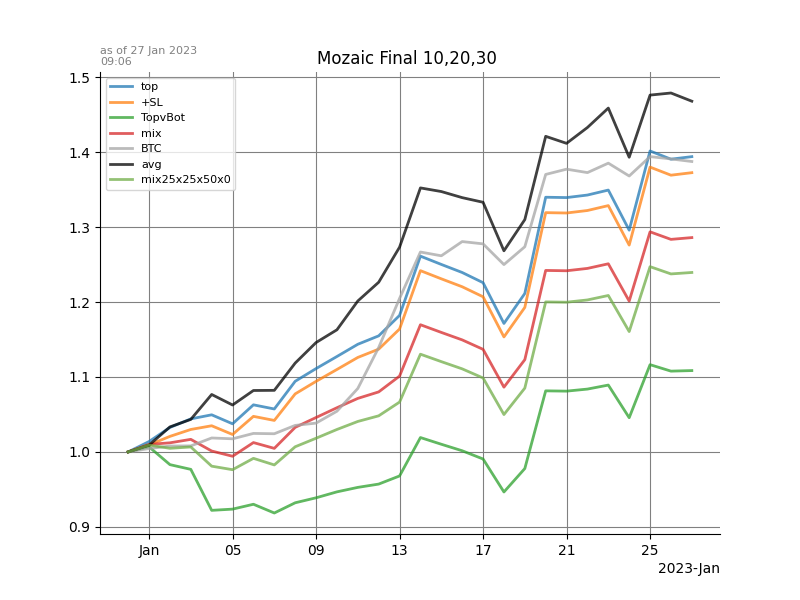 as of 27 Jan 2023
09:06
Mozaic Final 10,20,30
1.5
1.4
1.3
1.2
1.1
1.0
0.9
top
+SL
TopvBot
mix
BTC
avg
mix25x25x50x0
Jan
05
09
13
17
21
25
2023-Jan